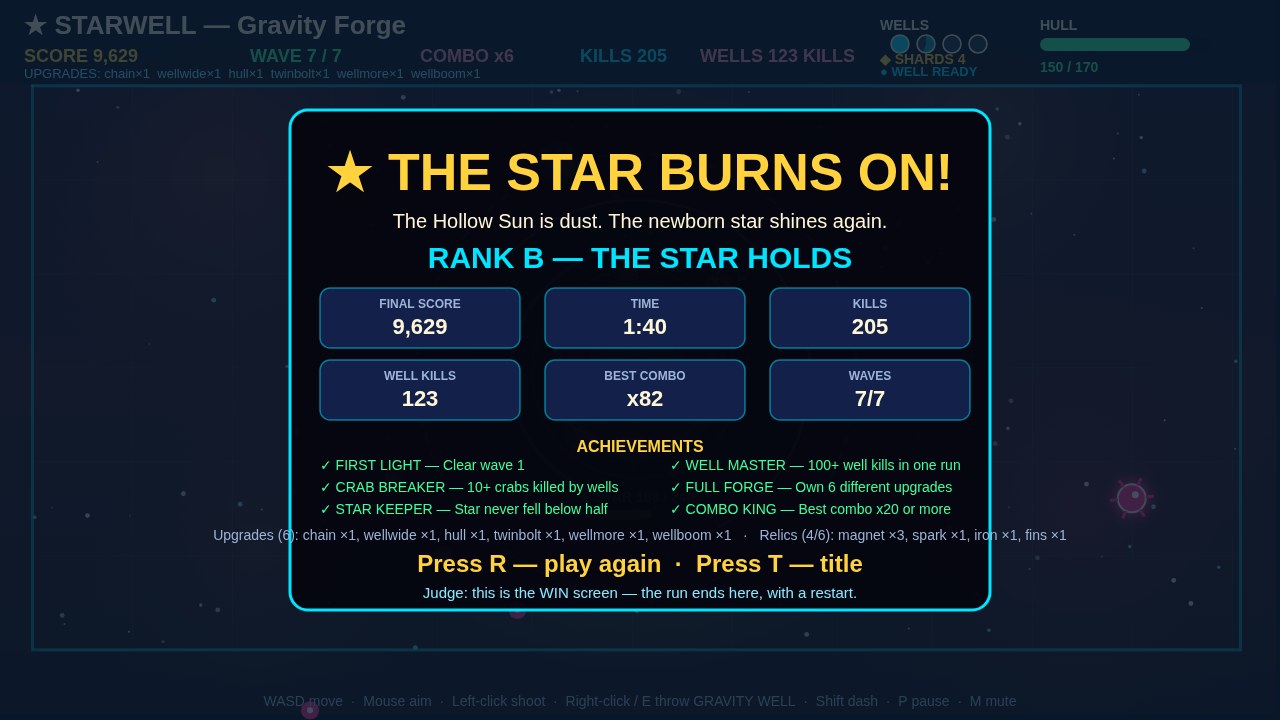 ★ STARWELL — Gravity Forge
SCORE 9,629
WAVE 7 / 7
COMBO x6
KILLS 205
WELLS 123 KILLS
WELLS
◆ SHARDS 4
● WELL READY
HULL
150 / 170
UPGRADES: chain×1 wellwide×1 hull×1 twinbolt×1 wellmore×1 wellboom×1
★ THE STAR BURNS ON!
The Hollow Sun is dust. The newborn star shines again.
RANK B — THE STAR HOLDS
FINAL SCORE
9,629
TIME
1:40
KILLS
205
WELL KILLS
123
BEST COMBO
x82
WAVES
7/7
ACHIEVEMENTS
✓ FIRST LIGHT — Clear wave 1
✓ WELL MASTER — 100+ well kills in one run
✓ CRAB BREAKER — 10+ crabs killed by wells
✓ FULL FORGE — Own 6 different upgrades
✓ STAR KEEPER — Star never fell below half
✓ COMBO KING — Best combo x20 or more
Upgrades (6): chain ×1, wellwide ×1, hull ×1, twinbolt ×1, wellmore ×1, wellboom ×1 · Relics (4/6): magnet ×3, spark ×1, iron ×1, fins ×1
Press R — play again · Press T — title
Judge: this is the WIN screen — the run ends here, with a restart.
WASD move · Mouse aim · Left-click shoot · Right-click / E throw GRAVITY WELL · Shift dash · P pause · M mute